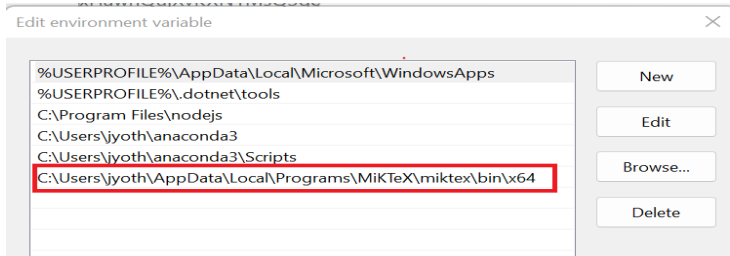 Edit environment variable
%USERPROFILE%\AppData\Local\Microsoft\WindowsApps
New
%USERPROFILE%\.dotnet\tools
C:\Program Files\nodejs
Edit
C:\Users\jyoth\anaconda3
C:\Users\jyoth\anaconda3\Scripts
Browse...
C:\Users\jyoth\AppData\Local\Programs\MiKTeX\miktex\bin\x64
Delete